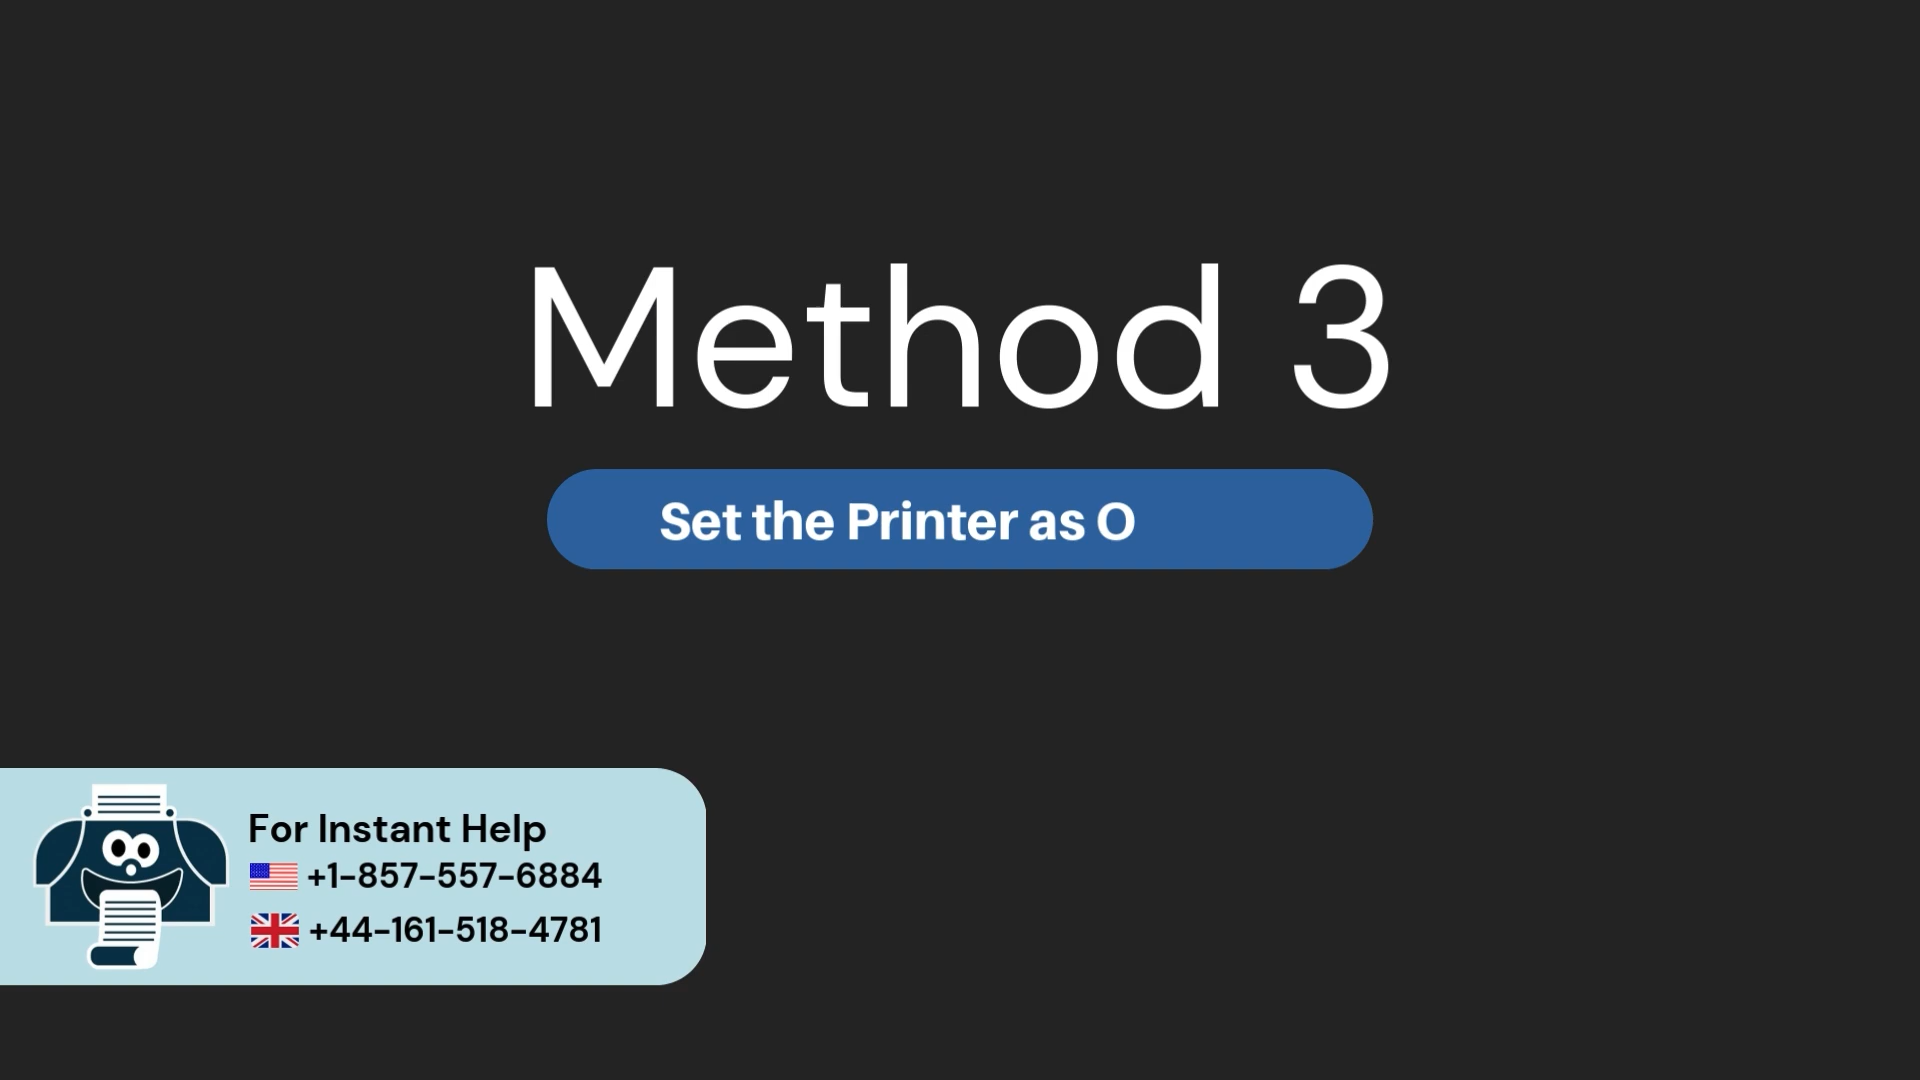 Method 3
Set the Printer as O
For Instant Help
+1-857-557-6884
+44-161-518-4781